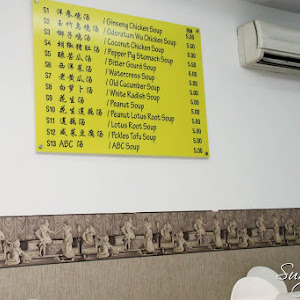 RM
S1 洋参鸡汤 / Ginseng Chicken Soup 5.00
S2 玉竹乌鸡汤 / Odoratum Wu Chicken Soup 5.00
S3 椰子鸡汤 / Coconut Chicken Soup 5.00
S4 胡椒猪肚汤 / Pepper Pig Stomach Soup 5.00
S5 排骨苦瓜汤 / Bitter Gourd Soup 5.00
S6 西洋菜汤 / Watercress Soup 5.00
S7 老黄瓜汤 / Old Cucumber Soup 5.00
S8 白萝卜汤 / White Radish Soup 5.00
S9 花生汤 / Peanut Soup 5.00
S10 花生莲藕汤 / Peanut Lotus Root Soup 5.00
S11 莲藕汤 / Lotus Root Soup 5.00
S12 咸菜豆腐汤 / Pckles Tofu Soup 5.00
S13 ABC 汤 / ABC Soup 5.00